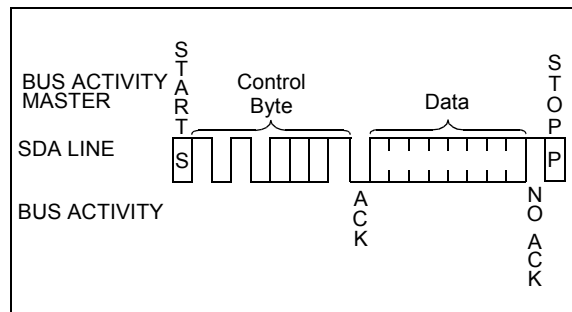 BUS ACTIVITY
MASTER
START
Control
Byte
Data
STOP
SDA LINE
S
P
BUS ACTIVITY
ACK
NO ACK